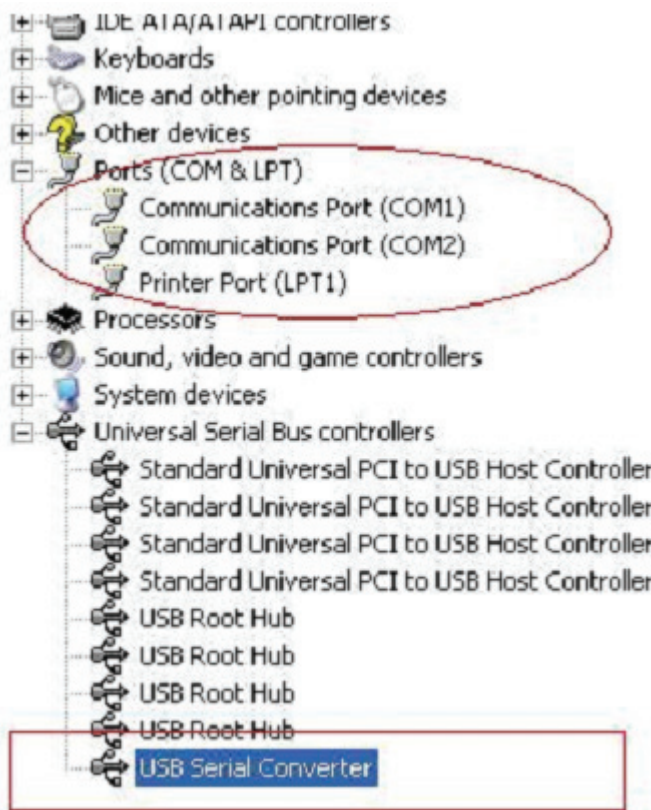 IDE ATA/ATAPI controllers
Keyboards
Mice and other pointing devices
Other devices
Ports (COM & LPT)
Communications Port (COM1)
Communications Port (COM2)
Printer Port (LPT1)
Processors
Sound, video and game controllers
System devices
Universal Serial Bus controllers
Standard Universal PCI to USB Host Controller
Standard Universal PCI to USB Host Controller
Standard Universal PCI to USB Host Controller
Standard Universal PCI to USB Host Controller
USB Root Hub
USB Root Hub
USB Root Hub
USB Root Hub
USB Serial Converter